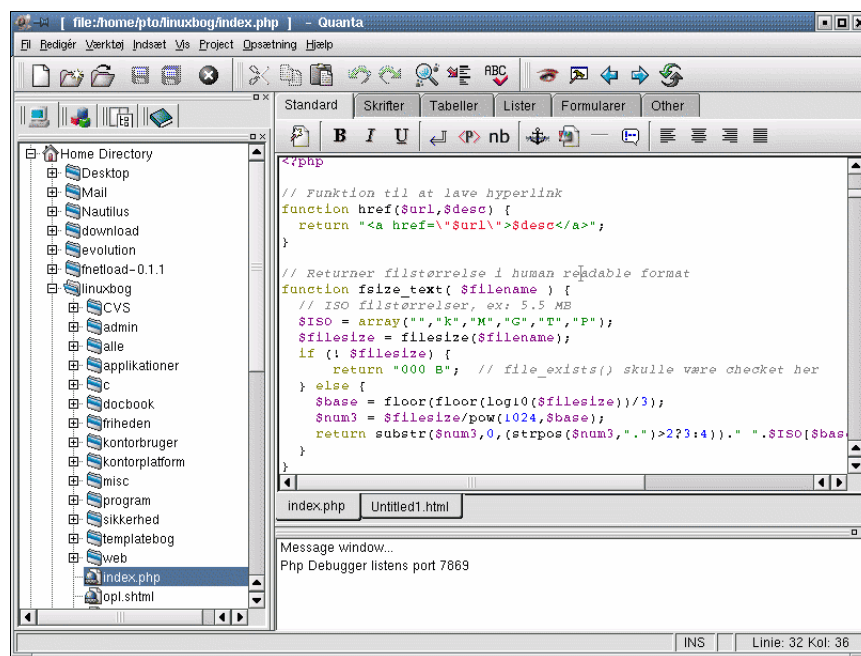 [ file:/home/pto/linuxbog/index.php ] - Quanta
Fil Redigér Værktøj Indsæt Vis Project Opsætning Hjælp
ABC
Standard Skrifter Tabeller Lister Formularer Other
B I U <P> nb
Home Directory
Desktop
Mail
Nautilus
download
evolution
fnetload-0.1.1
linuxbog
CVS
admin
alle
applikationer
c
docbook
friheden
kontorbruger
kontorplatform
misc
program
sikkerhed
templatebog
web
index.php
opl.shtml
<?php
// Funktion til at lave hyperlink
function href($url,$desc) {
return "<a href=\"$url\">$desc</a>";
}
// Returner filstørrelse i human readable format
function fsize_text( $filename ) {
// ISO filstørrelser, ex: 5.5 MB
$ISO = array("","k","M","G","T","P");
$filesize = filesize($filename);
if (! $filesize) {
return "000 B";  // file_exists() skulle være checket her
} else {
$base = floor(floor(log10($filesize))/3);
$num3 = $filesize/pow(1024,$base);
return substr($num3,0,(strpos($num3,".")>2?3:4))." ".$ISO[$bas
}
}
index.php Untitled1.html
Message window...
Php Debugger listens port 7869
INS Linie: 32 Kol: 36